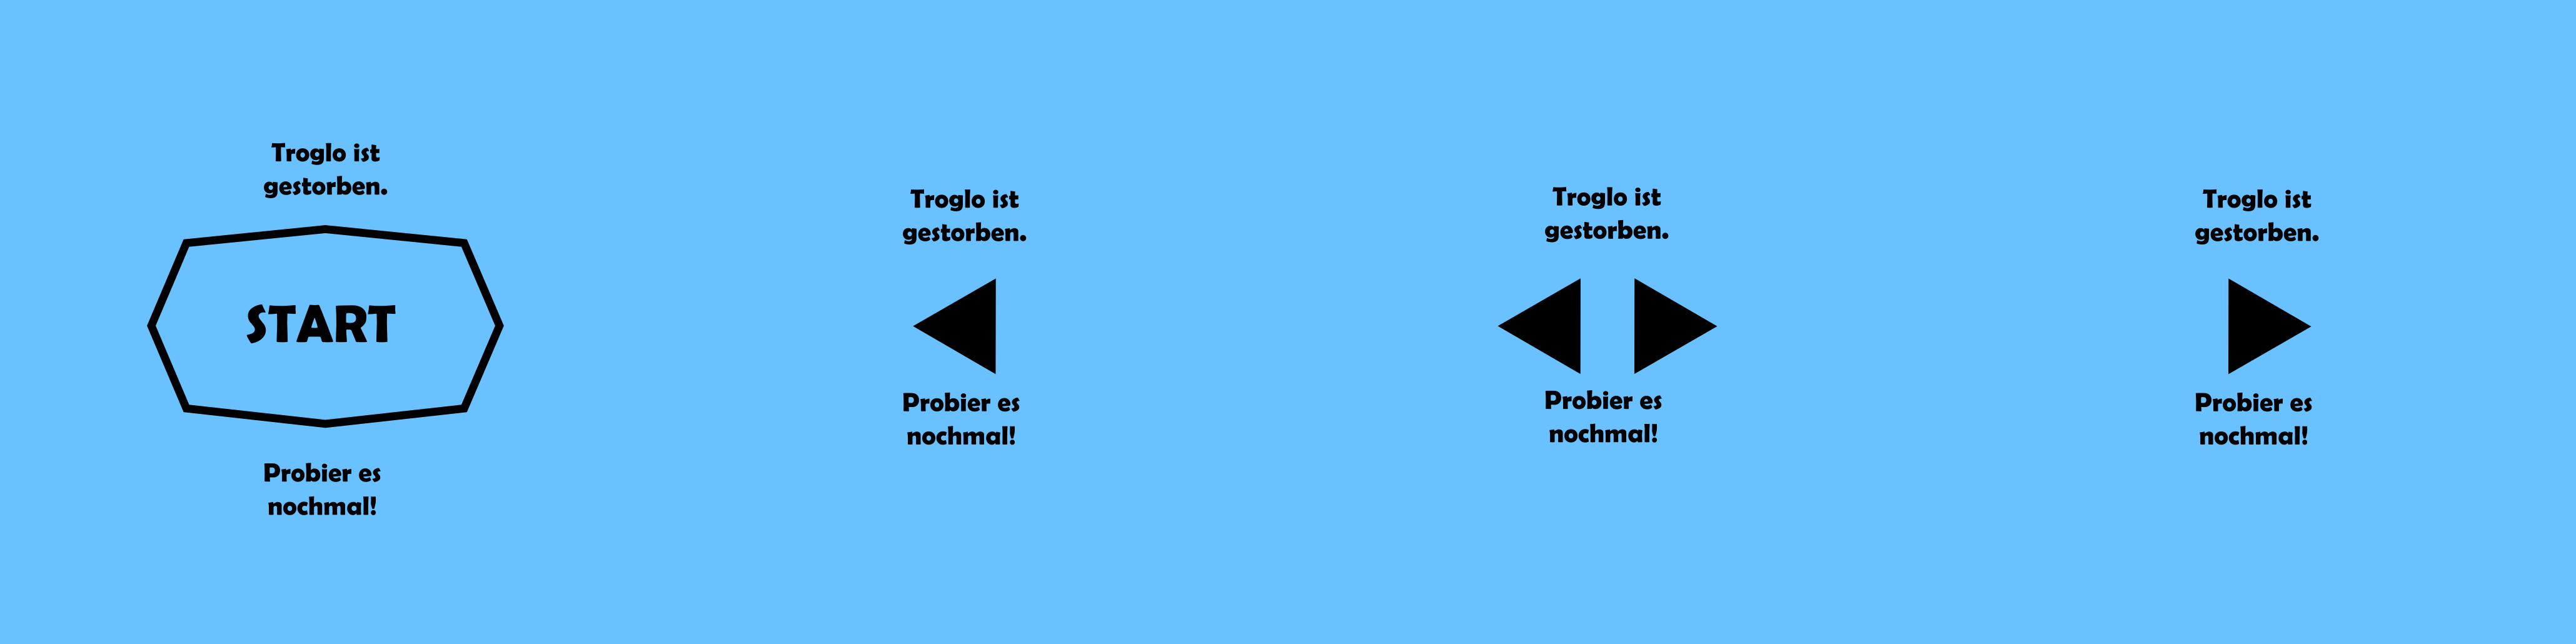 Troglo ist
gestorben.
START
Probier es
nochmal!
Troglo ist
gestorben.
Probier es
nochmal!
Troglo ist
gestorben.
Probier es
nochmal!
Troglo ist
gestorben.
Probier es
nochmal!